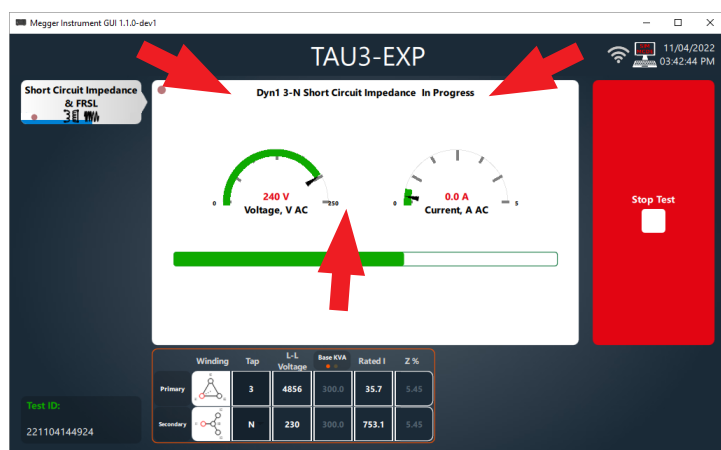 Megger Instrument GUI 1.1.0-dev1
TAU3-EXP
11/04/2022
03:42:44 PM
Short Circuit Impedance
& FRSL
Dyn1 3-N Short Circuit Impedance In Progress
240 V
0
250
Voltage, V AC
0.0 A
0
5
Current, A AC
Stop Test
Winding Tap L-L Voltage Base KVA Rated I Z %
Primary 3 4856 300.0 35.7 5.45
Secondary N 230 300.0 753.1 5.45
Test ID:
221104144924